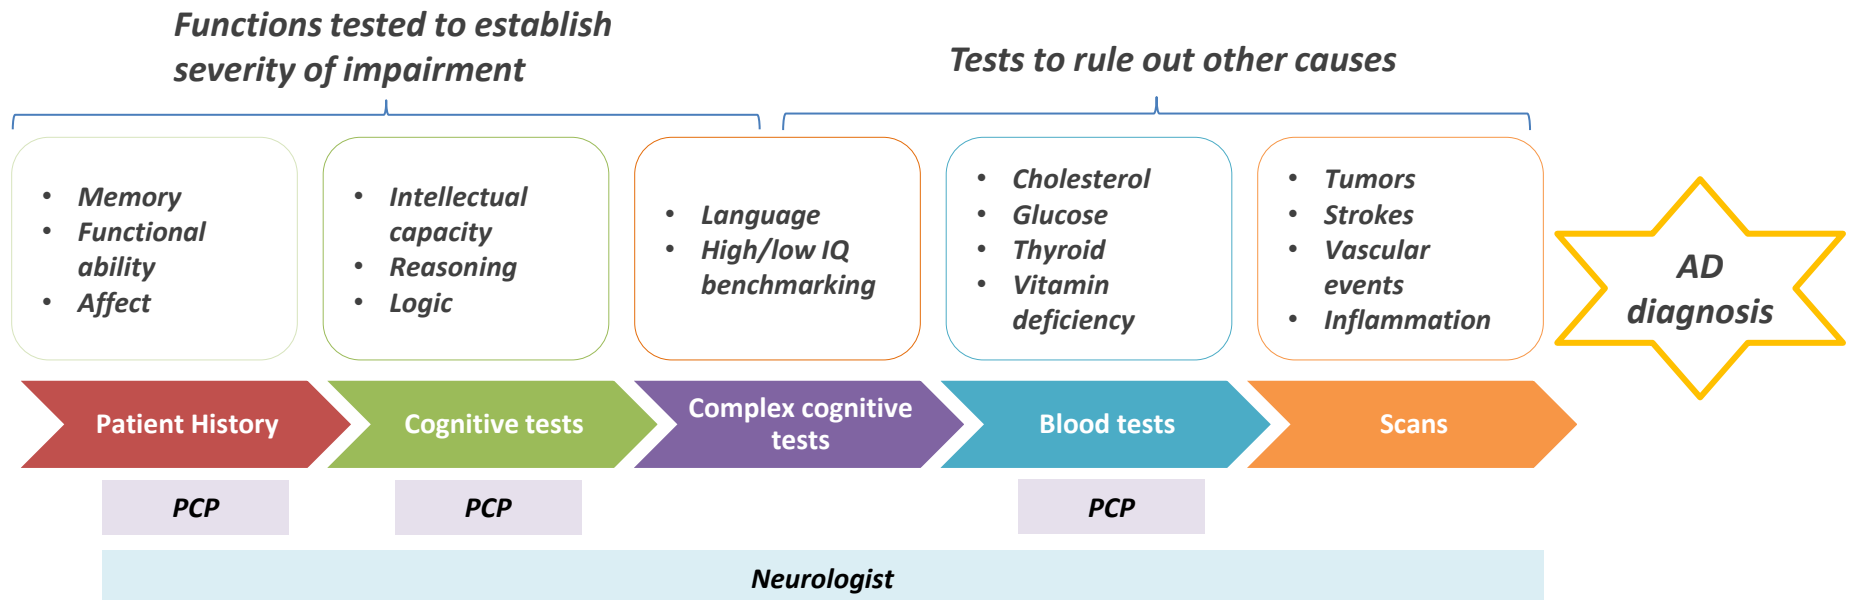 Functions tested to establish
severity of impairment
Tests to rule out other causes
• Memory
• Functional
ability
• Affect
• Intellectual
capacity
• Reasoning
• Logic
• Language
• High/low IQ
benchmarking
• Cholesterol
• Glucose
• Thyroid
• Vitamin
deficiency
• Tumors
• Strokes
• Vascular
events
• Inflammation
AD
diagnosis
Patient History
Cognitive tests
Complex cognitive
tests
Blood tests
Scans
PCP
PCP
PCP
Neurologist